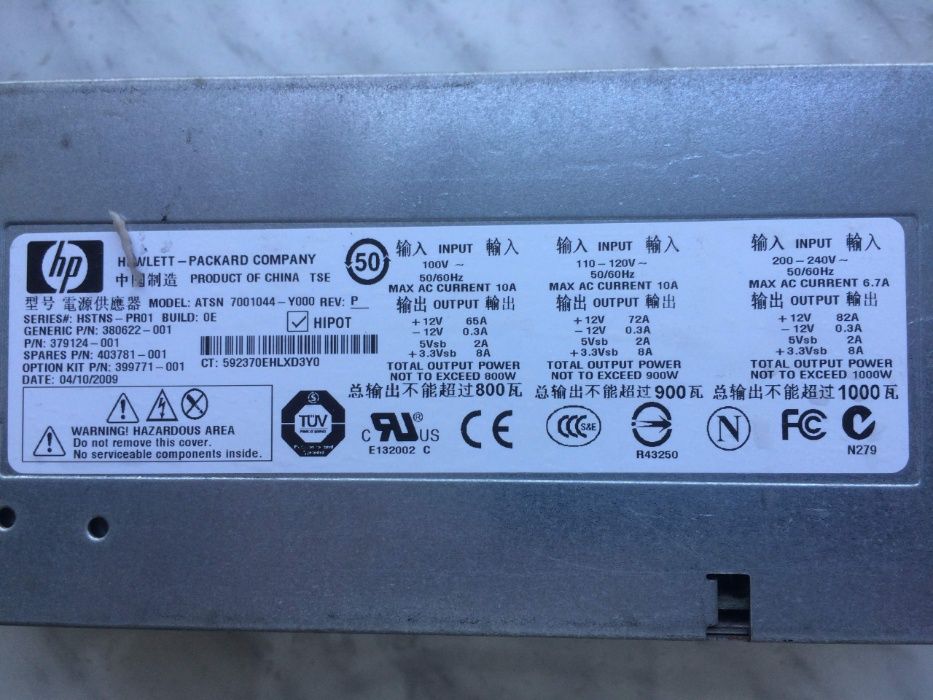 hp
HEWLETT-PACKARD COMPANY
中国制造 PRODUCT OF CHINA TSE
50
型号 電源供應器 MODEL: ATSN 7001044-Y000 REV: P
SERIES#: HSTNS-PR01 BUILD: 0E
GENERIC P/N: 380622-001
P/N: 379124-001
SPARES P/N: 403781-001
OPTION KIT P/N: 399771-001
DATE: 04/10/2009
HIPOT
CT: 592370EHLXD3Y0
WARNING! HAZARDOUS AREA
Do not remove this cover.
No serviceable components inside.
输入 INPUT 輸入
100V~
50/60Hz
MAX AC CURRENT 10A
输出 OUTPUT 輸出
+12V 65A
-12V 0.3A
5Vsb 2A
+3.3Vsb 8A
TOTAL OUTPUT POWER
NOT TO EXCEED 800W
总输出不能超过800瓦
输入 INPUT 輸入
110-120V~
50/60Hz
MAX AC CURRENT 10A
输出 OUTPUT 輸出
+12V 72A
-12V 0.3A
5Vsb 2A
+3.3Vsb 8A
TOTAL OUTPUT POWER
NOT TO EXCEED 900W
总输出不能超过900瓦
输入 INPUT 輸入
200-240V~
50/60Hz
MAX AC CURRENT 6.7A
输出 OUTPUT 輸出
+12V 82A
-12V 0.3A
5Vsb 2A
+3.3Vsb 8A
TOTAL OUTPUT POWER
NOT TO EXCEED 1000W
总输出不能超过1000瓦
S
TÜV
c RU® US
E132002 C
CE
CCC S&E
R43250
N
FC
N279